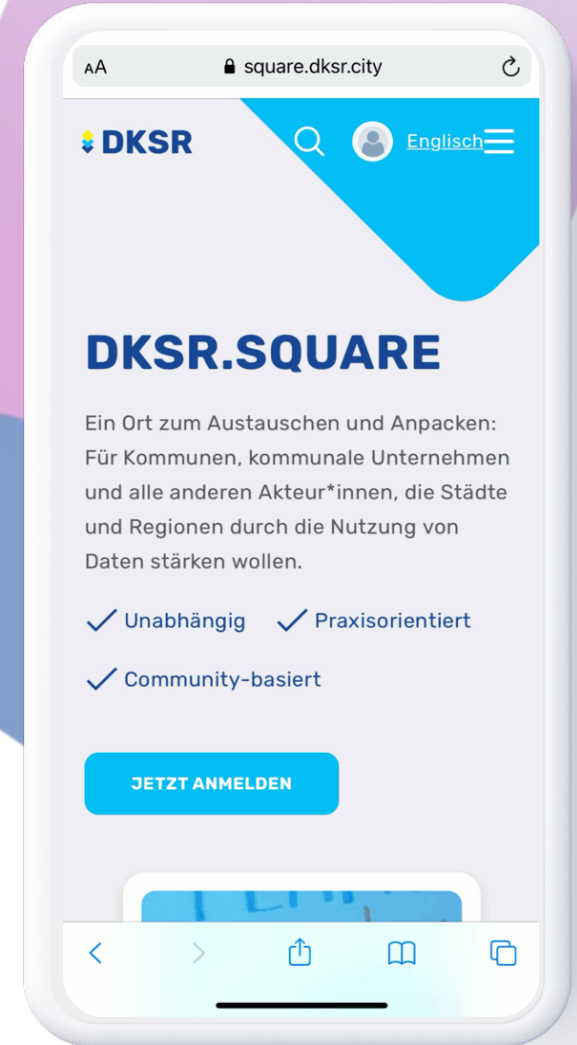 AA square.dksr.city
DKSR Englisch
DKSR.SQUARE
Ein Ort zum Austauschen und Anpacken:
Für Kommunen, kommunale Unternehmen
und alle anderen Akteur*innen, die Städte
und Regionen durch die Nutzung von
Daten stärken wollen.
Unabhängig Praxisorientiert
Community-basiert
JETZT ANMELDEN